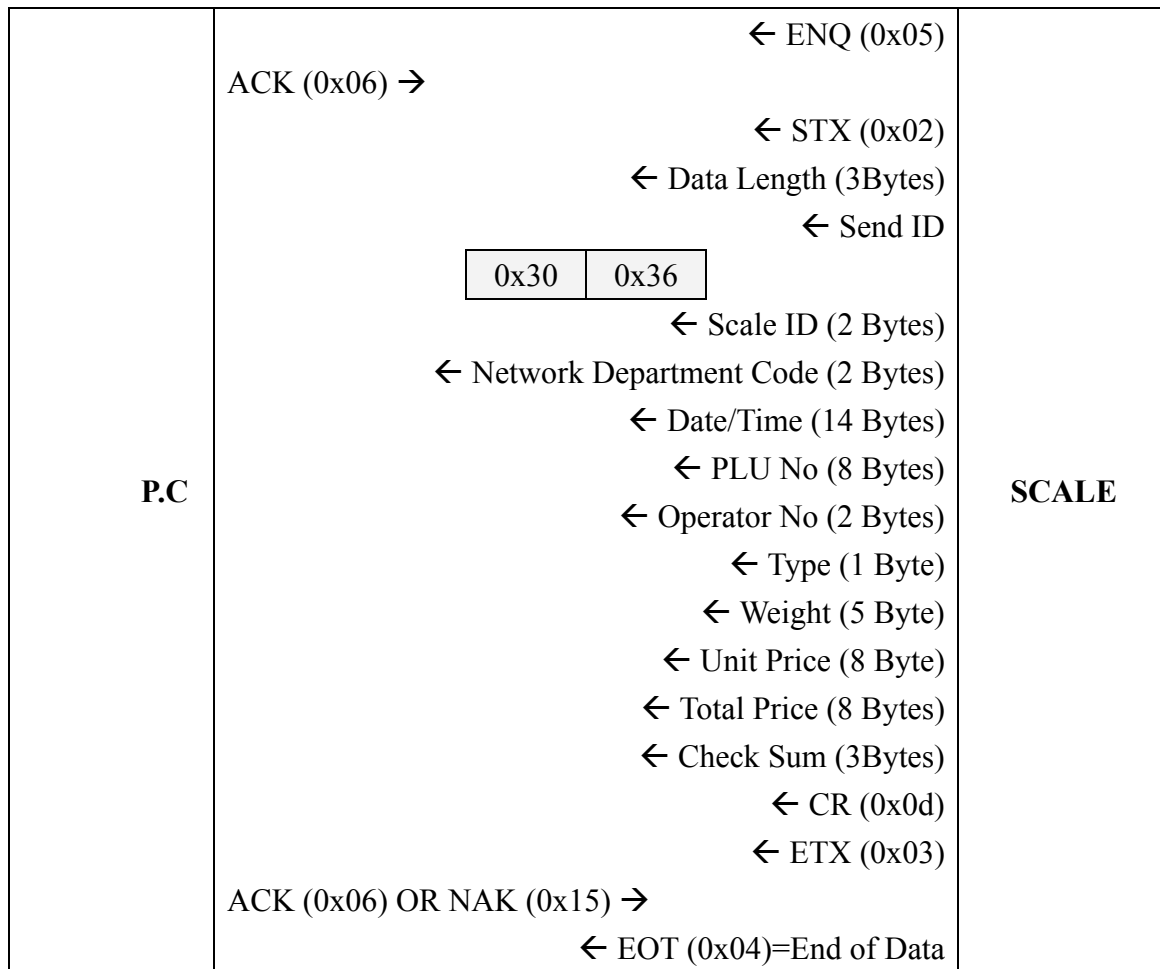 ← ENQ (0x05)
ACK (0x06) →
← STX (0x02)
← Data Length (3Bytes)
← Send ID
0x30 0x36
← Scale ID (2 Bytes)
← Network Department Code (2 Bytes)
← Date/Time (14 Bytes)
← PLU No (8 Bytes)
P.C
SCALE
← Operator No (2 Bytes)
← Type (1 Byte)
← Weight (5 Byte)
← Unit Price (8 Byte)
← Total Price (8 Bytes)
← Check Sum (3Bytes)
← CR (0x0d)
← ETX (0x03)
ACK (0x06) OR NAK (0x15) →
← EOT (0x04)=End of Data